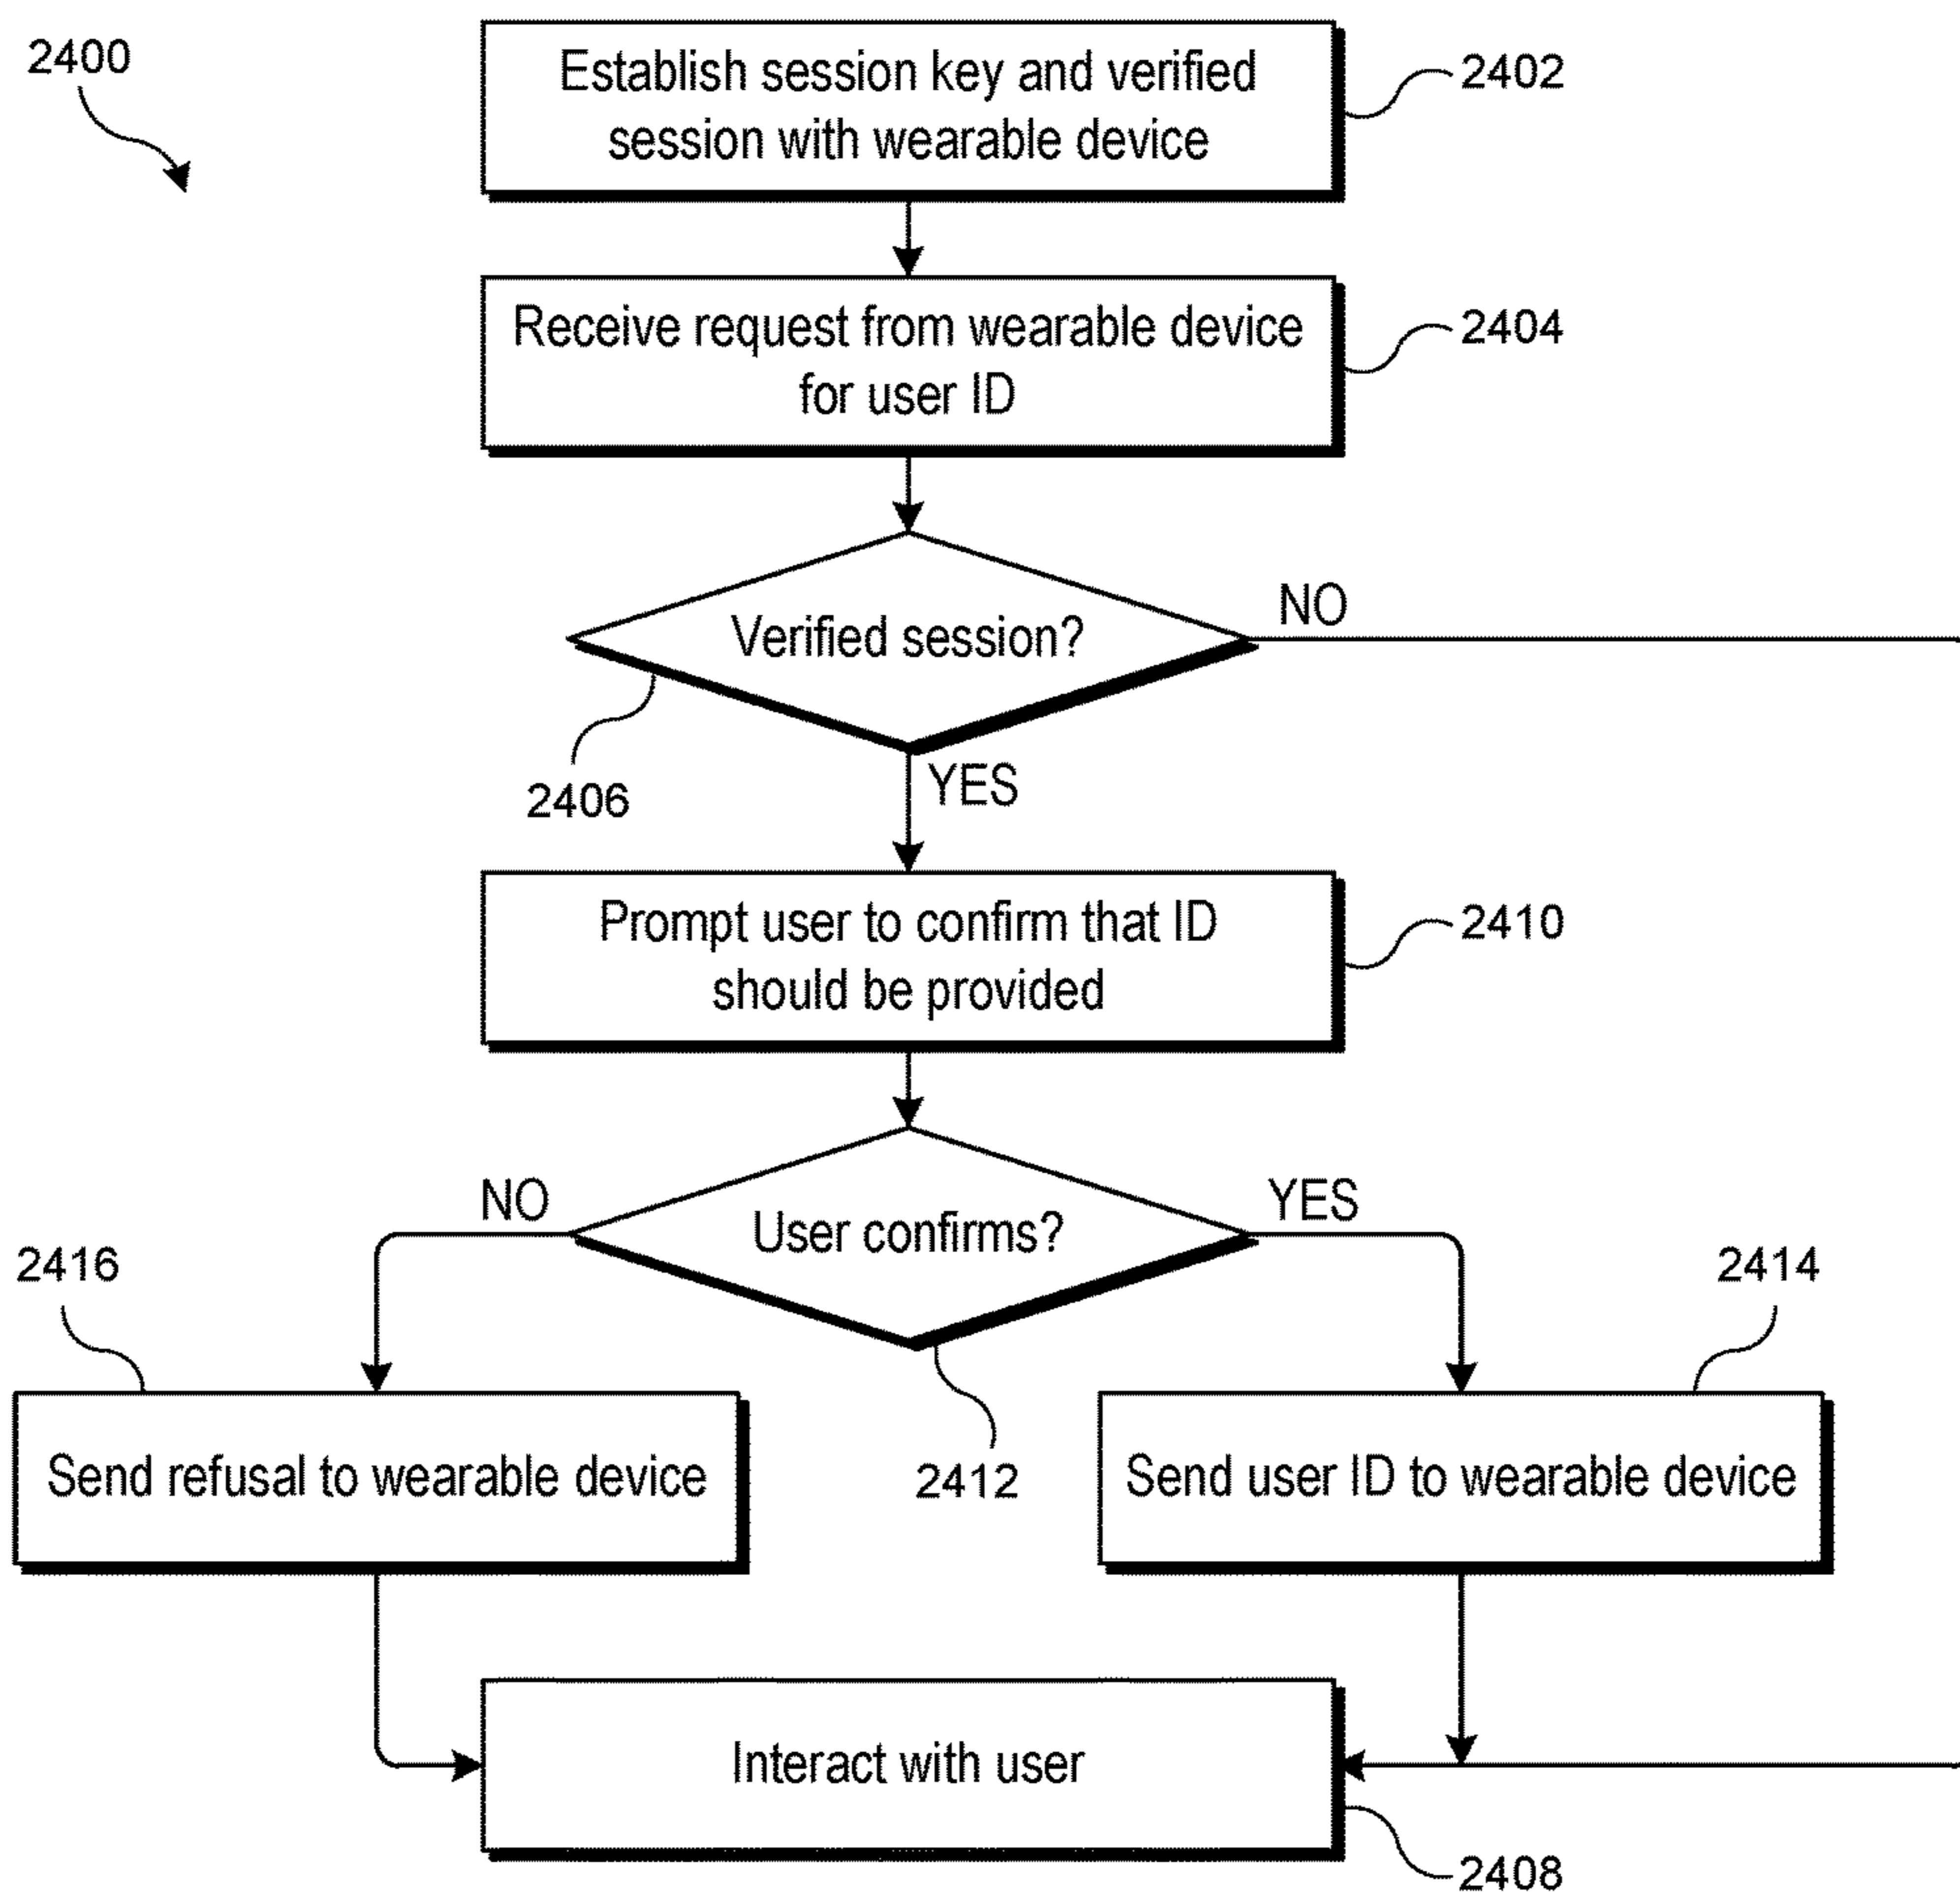 2400
Establish session key and verified
session with wearable device
2402
Receive request from wearable device
for user ID
2404
Verified session?
NO
2406
YES
Prompt user to confirm that ID
should be provided
2410
NO
User confirms?
YES
2416
2414
Send refusal to wearable device
2412
Send user ID to wearable device
Interact with user
2408